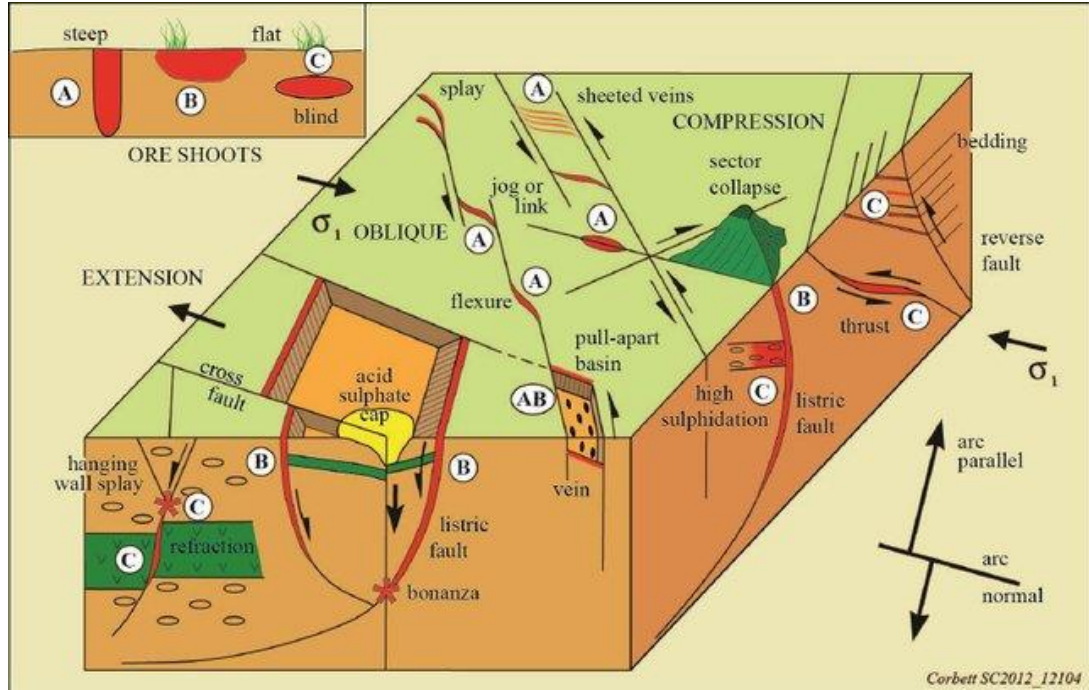 steep
flat
A
B
C
blind
ORE SHOOTS
splay
A
sheeted veins
COMPRESSION
sector
collapse
bedding
σ1
OBLIQUE
jog or
link
A
A
C
reverse
fault
EXTENSION
flexure
A
B
thrust
C
σ1
pull-apart
basin
cross
fault
acid
sulphate
cap
AB
high
sulphidation
C
listric
fault
arc
parallel
hanging
wall splay
B
B
vein
C
listric
fault
C
refraction
bonanza
arc
normal
Corbett SC2012_12104